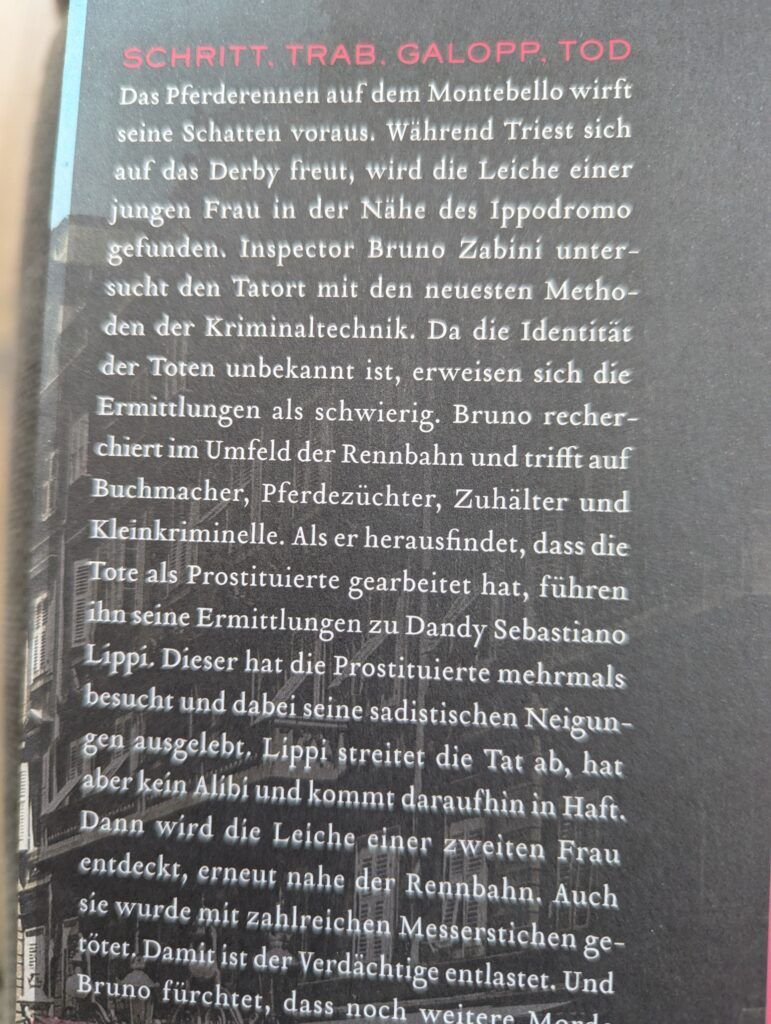 SCHRITT, TRAB, GALOPP, TOD
Das Pferderennen auf dem Montebello wirft
seine Schatten voraus. Während Triest sich
auf das Derby freut, wird die Leiche einer
jungen Frau in der Nähe des Ippodromo
gefunden. Inspector Bruno Zabini unter-
sucht den Tatort mit den neuesten Metho-
den der Kriminaltechnik. Da die Identität
der Toten unbekannt ist, erweisen sich die
Ermittlungen als schwierig. Bruno recher-
chiert im Umfeld der Rennbahn und trifft auf
Buchmacher, Pferdezüchter, Zuhälter und
Kleinkriminelle. Als er herausfindet, dass die
Tote als Prostituierte gearbeitet hat, führen
ihn seine Ermittlungen zu Dandy Sebastiano
Lippi. Dieser hat die Prostituierte mehrmals
besucht und dabei seine sadistischen Neigun-
gen ausgelebt. Lippi streitet die Tat ab, hat
aber kein Alibi und kommt daraufhin in Haft.
Dann wird die Leiche einer zweiten Frau
entdeckt, erneut nahe der Rennbahn. Auch
sie wurde mit zahlreichen Messerstichen ge-
tötet. Damit ist der Verdächtige entlastet. Und
Bruno fürchtet, dass noch weitere Morde